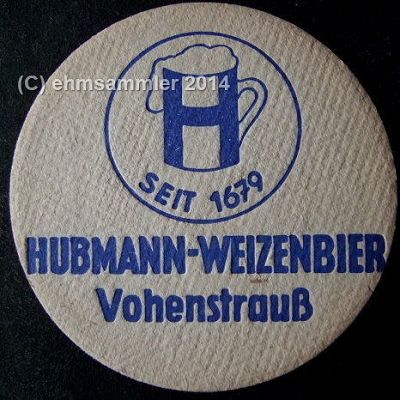 (C) ehmsammler 2014
H
SEIT 1679
HUBMANN-WEIZENBIER
Vohenstrauß